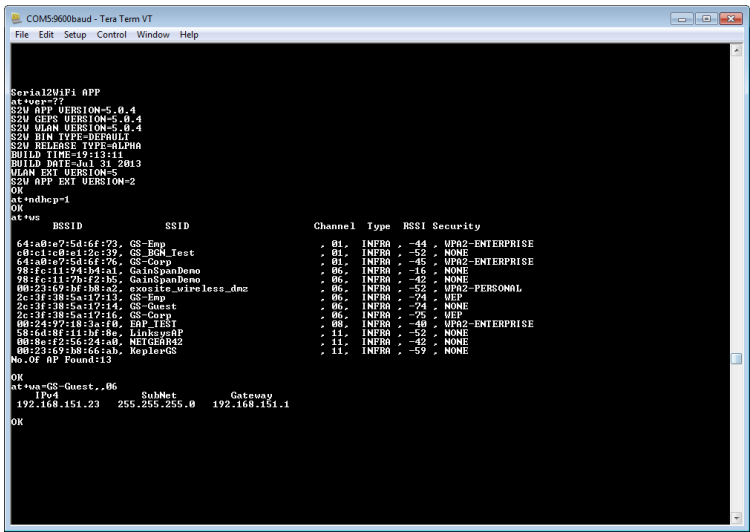 COM5:9600baud - Tera Term VT
File Edit Setup Control Window Help
Serial2WiFi APP
at+ver=??
S2W APP VERSION=5.0.4
S2W GEPS VERSION=5.0.4
S2W WLAN VERSION=5.0.4
S2W BIN TYPE=DEFAULT
S2W RELEASE TYPE=ALPHA
BUILD TIME=19:13:11
BUILD DATE=Jul 31 2013
WLAN EXT VERSION=5
S2W APP EXT VERSION=2
OK
at+ndhcp=1
OK
at+ws
BSSID SSID Channel Type RSSI Security
64:a0:e7:5d:6f:73, GS-Emp , 01, INFRA , -44 , WPA2-ENTERPRISE
c0:c1:c0:e1:2c:39, GS_BGN_Test , 01, INFRA , -52 , NONE
64:a0:e7:5d:6f:76, GS-Corp , 01, INFRA , -45 , WPA2-ENTERPRISE
98:fc:11:94:b4:a1, GainSpanDemo , 06, INFRA , -16 , NONE
98:fc:11:7b:f2:b5, GainSpanDemo , 06, INFRA , -42 , NONE
00:23:69:bf:b8:a2, exosite_wireless_dmz , 06, INFRA , -52 , WPA2-PERSONAL
2c:3f:38:5a:17:13, GS-Emp , 06, INFRA , -74 , WEP
2c:3f:38:5a:17:14, GS-Guest , 06, INFRA , -74 , NONE
2c:3f:38:5a:17:16, GS-Corp , 06, INFRA , -75 , WEP
00:24:97:18:3a:f0, EAP_TEST , 08, INFRA , -40 , WPA2-ENTERPRISE
58:6d:8f:11:bf:8e, LinksysAP , 11, INFRA , -52 , NONE
00:8e:f2:56:24:a0, NETGEAR42 , 11, INFRA , -42 , NONE
00:23:69:b8:66:ab, KeplerGS , 11, INFRA , -59 , NONE
No.Of AP Found:13
OK
at+wa=GS-Guest,,06
IPv4 SubNet Gateway
192.168.151.23 255.255.255.0 192.168.151.1
OK